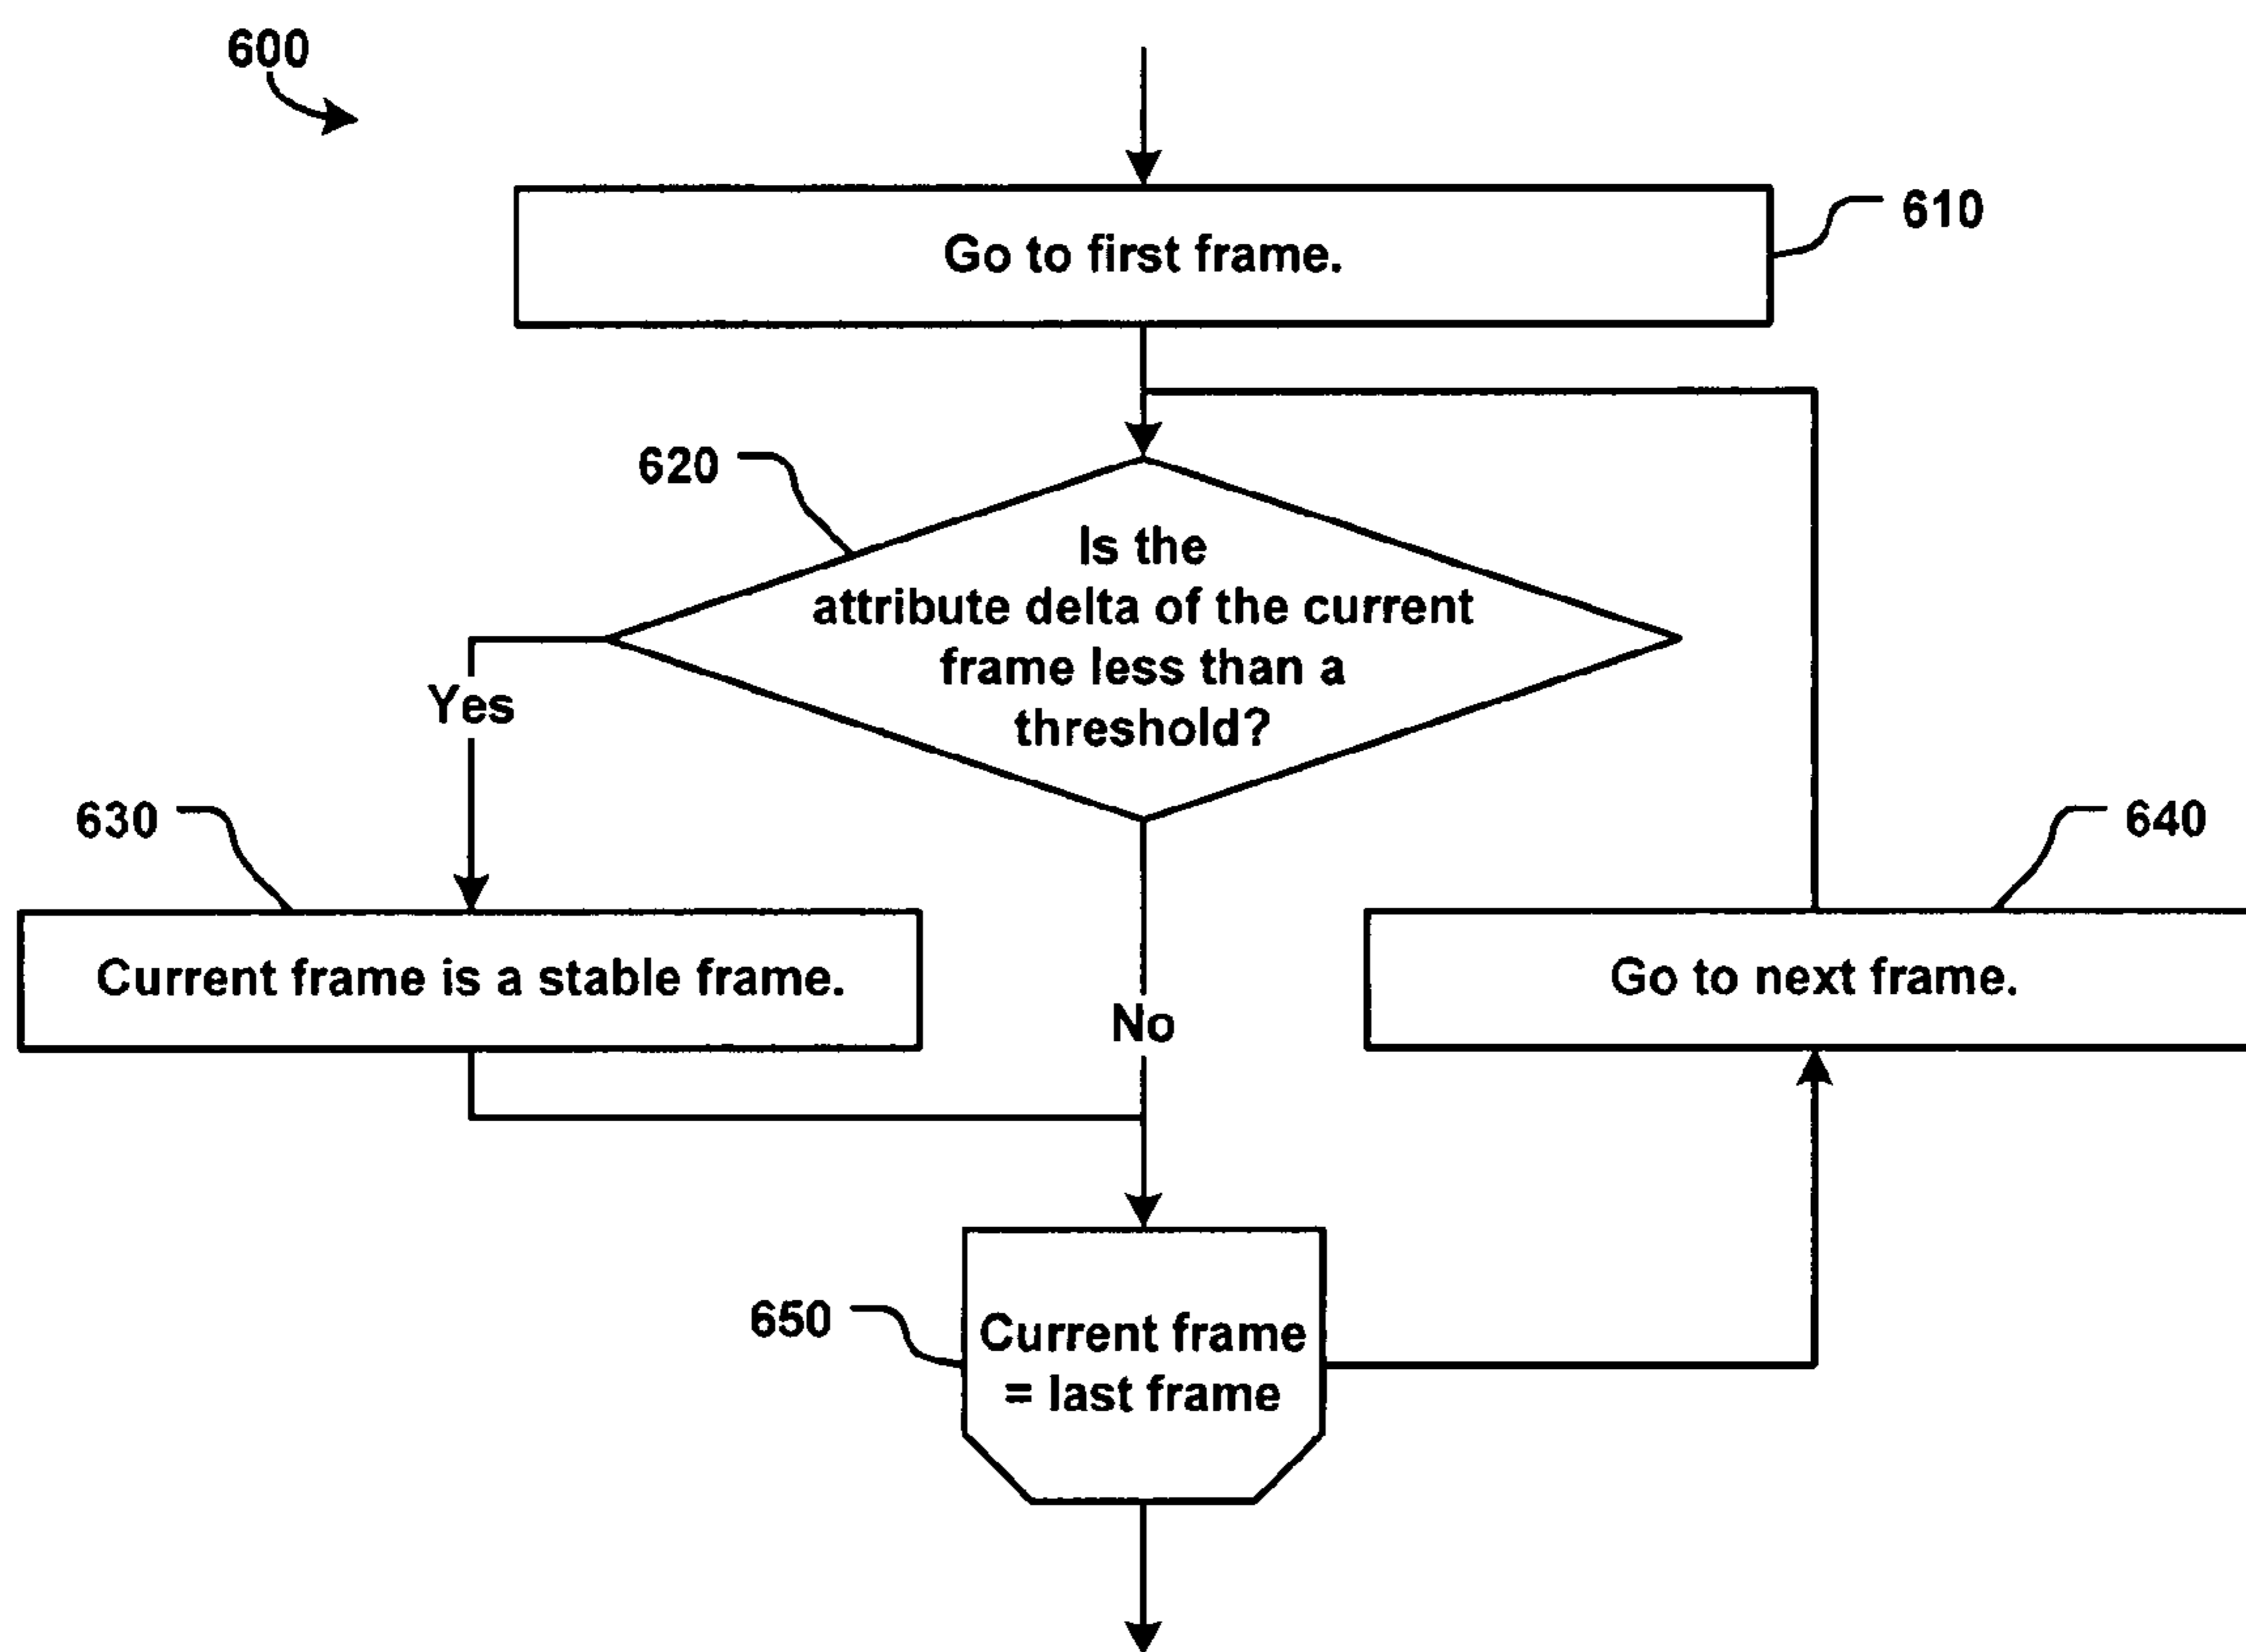 600
610
Go to first frame.
620
Is the
attribute delta of the current
frame less than a
threshold?
Yes
630
640
Current frame is a stable frame.
Go to next frame.
No
650
Current frame
= last frame